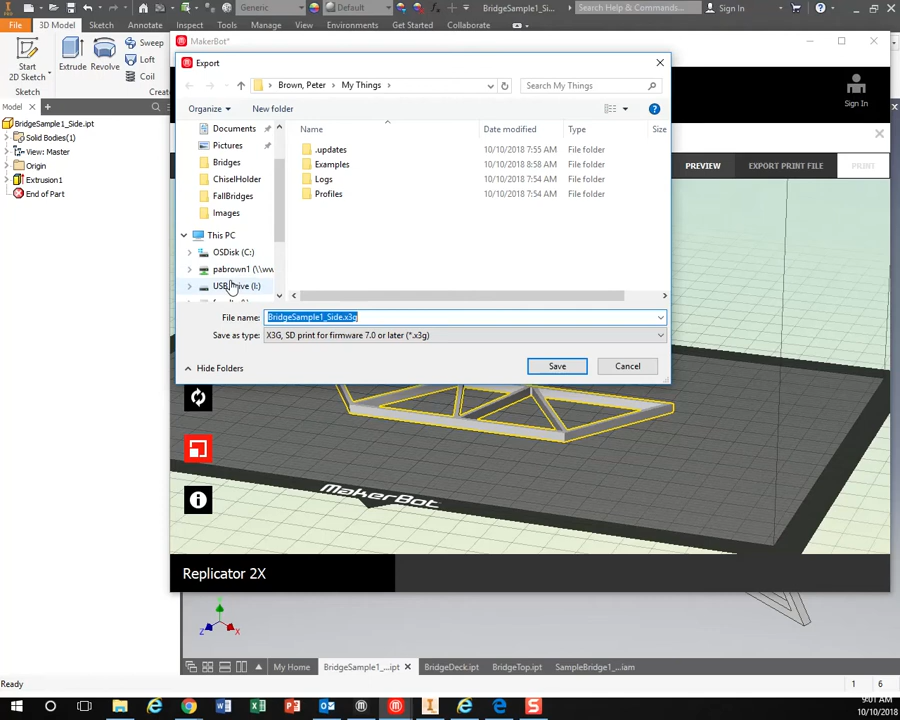 PRO
Generic
Default
BridgeSample1_Si...
Search Help & Commands...
Sign In
File
3D Model
Sketch
Annotate
Inspect
Tools
Manage
View
Environments
Get Started
Collaborate
Start
2D Sketch
Extrude
Revolve
Sweep
Loft
Coil
MakerBot*
Export
Brown, Peter
My Things
Search My Things
Organize
New folder
Model
BridgeSample1_Side.ipt
Solid Bodies(1)
View: Master
Origin
Extrusion1
End of Part
Documents
Pictures
Bridges
ChiselHolder
FallBridges
Images
This PC
OSDisk (C:)
pabrown1 (\\ww
USB Drive (I:)
Name
Date modified
Type
Size
.updates
10/10/2018 7:55 AM
File folder
Examples
10/10/2018 8:58 AM
File folder
Logs
10/10/2018 7:54 AM
File folder
Profiles
10/10/2018 7:54 AM
File folder
File name:
BridgeSample1_Side.x3g
Save as type:
X3G, SD print for firmware 7.0 or later (*.x3g)
Hide Folders
Save
Cancel
Sign In
PREVIEW
EXPORT PRINT FILE
PRINT
MakerBot
Replicator 2X
Z
Y
X
My Home
BridgeSample1_...ipt
BridgeDeck.ipt
BridgeTop.ipt
SampleBridge1_...iam
Ready
1
6
9:01 AM
10/10/2018